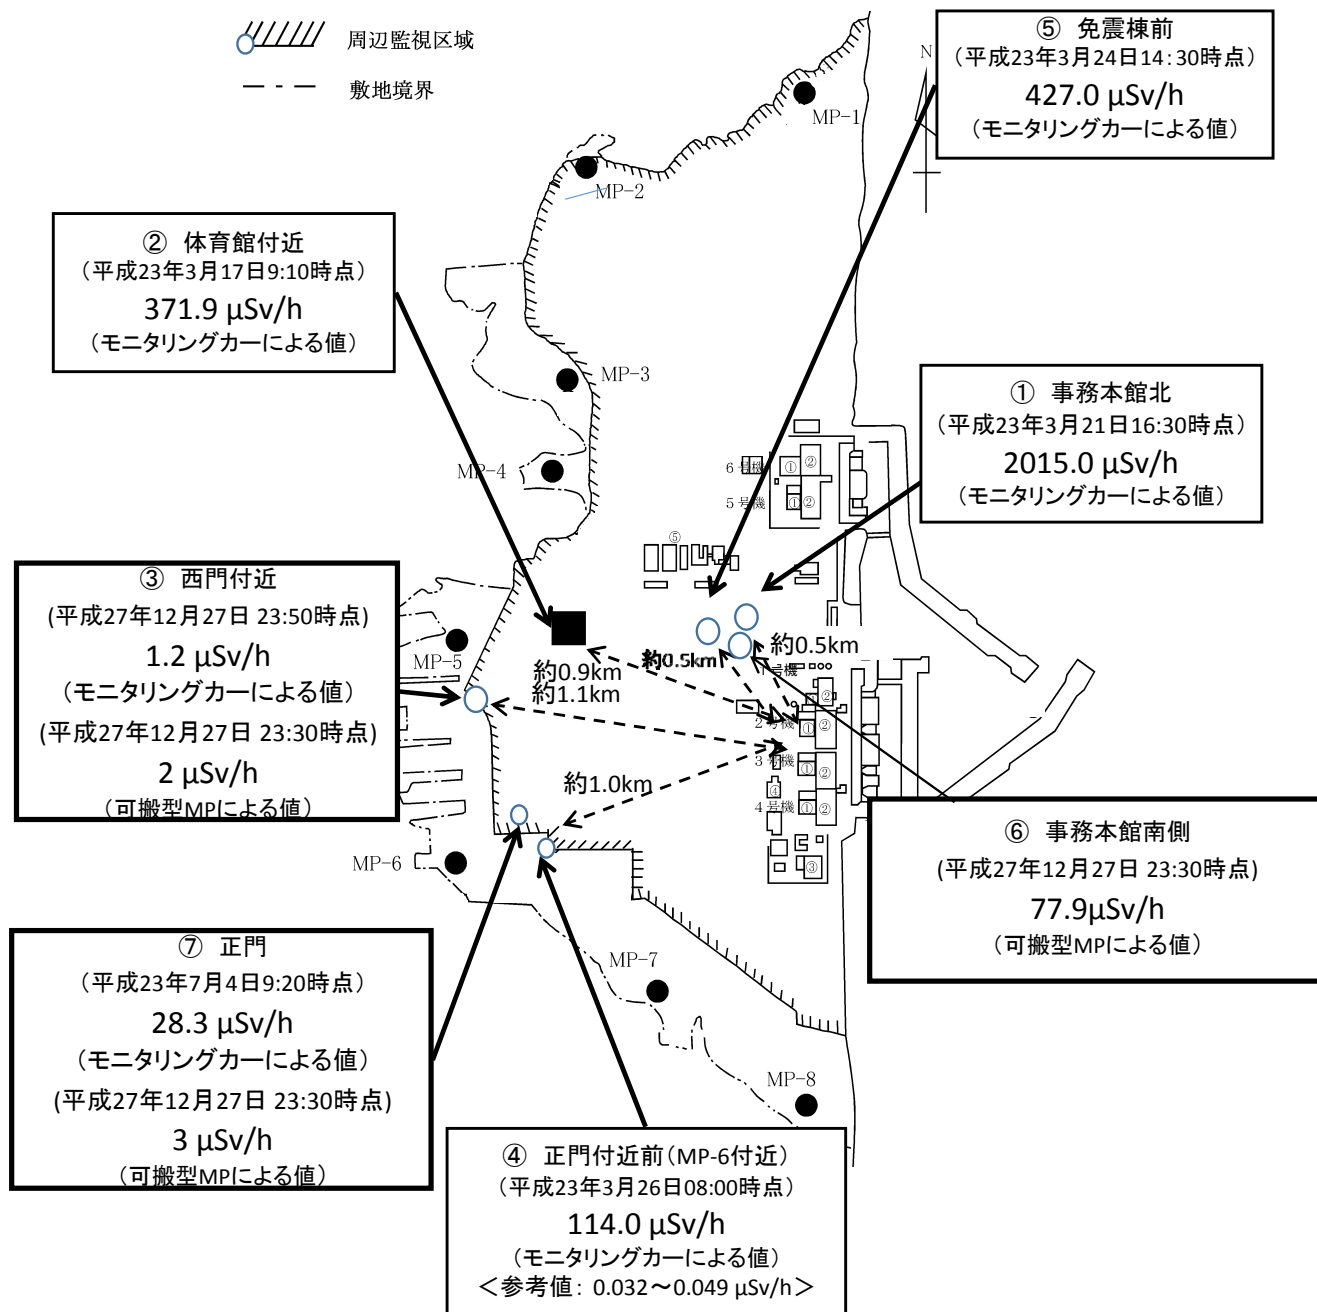 周辺監視区域
敷地境界
⑤ 免震棟前
（平成23年3月24日14：30時点）
427.0 μSv/h
（モニタリングカーによる値）
N
MP-1
MP-2
② 体育館付近
（平成23年3月17日9:10時点）
371.9 μSv/h
（モニタリングカーによる値）
MP-3
① 事務本館北
（平成23年3月21日16:30時点）
2015.0 μSv/h
（モニタリングカーによる値）
MP-4
6号機
① ②
5号機
① ②
⑤
③ 西門付近
(平成27年12月27日 23:50時点)
1.2 μSv/h
（モニタリングカーによる値）
(平成27年12月27日 23:30時点)
2 μSv/h
（可搬型MPによる値）
MP-5
約0.9km
約1.1km
約0.5km
約0.5km
1号機
②
2号機
① ②
3号機
① ②
約1.0km
④
4号機
① ②
③
⑥ 事務本館南側
(平成27年12月27日 23:30時点)
77.9μSv/h
（可搬型MPによる値）
MP-6
⑦ 正門
（平成23年7月4日9:20時点）
28.3 μSv/h
（モニタリングカーによる値）
(平成27年12月27日 23:30時点)
3 μSv/h
（可搬型MPによる値）
MP-7
MP-8
④ 正門付近前（MP-6付近）
（平成23年3月26日08:00時点）
114.0 μSv/h
（モニタリングカーによる値）
＜参考値： 0.032～0.049 μSv/h＞